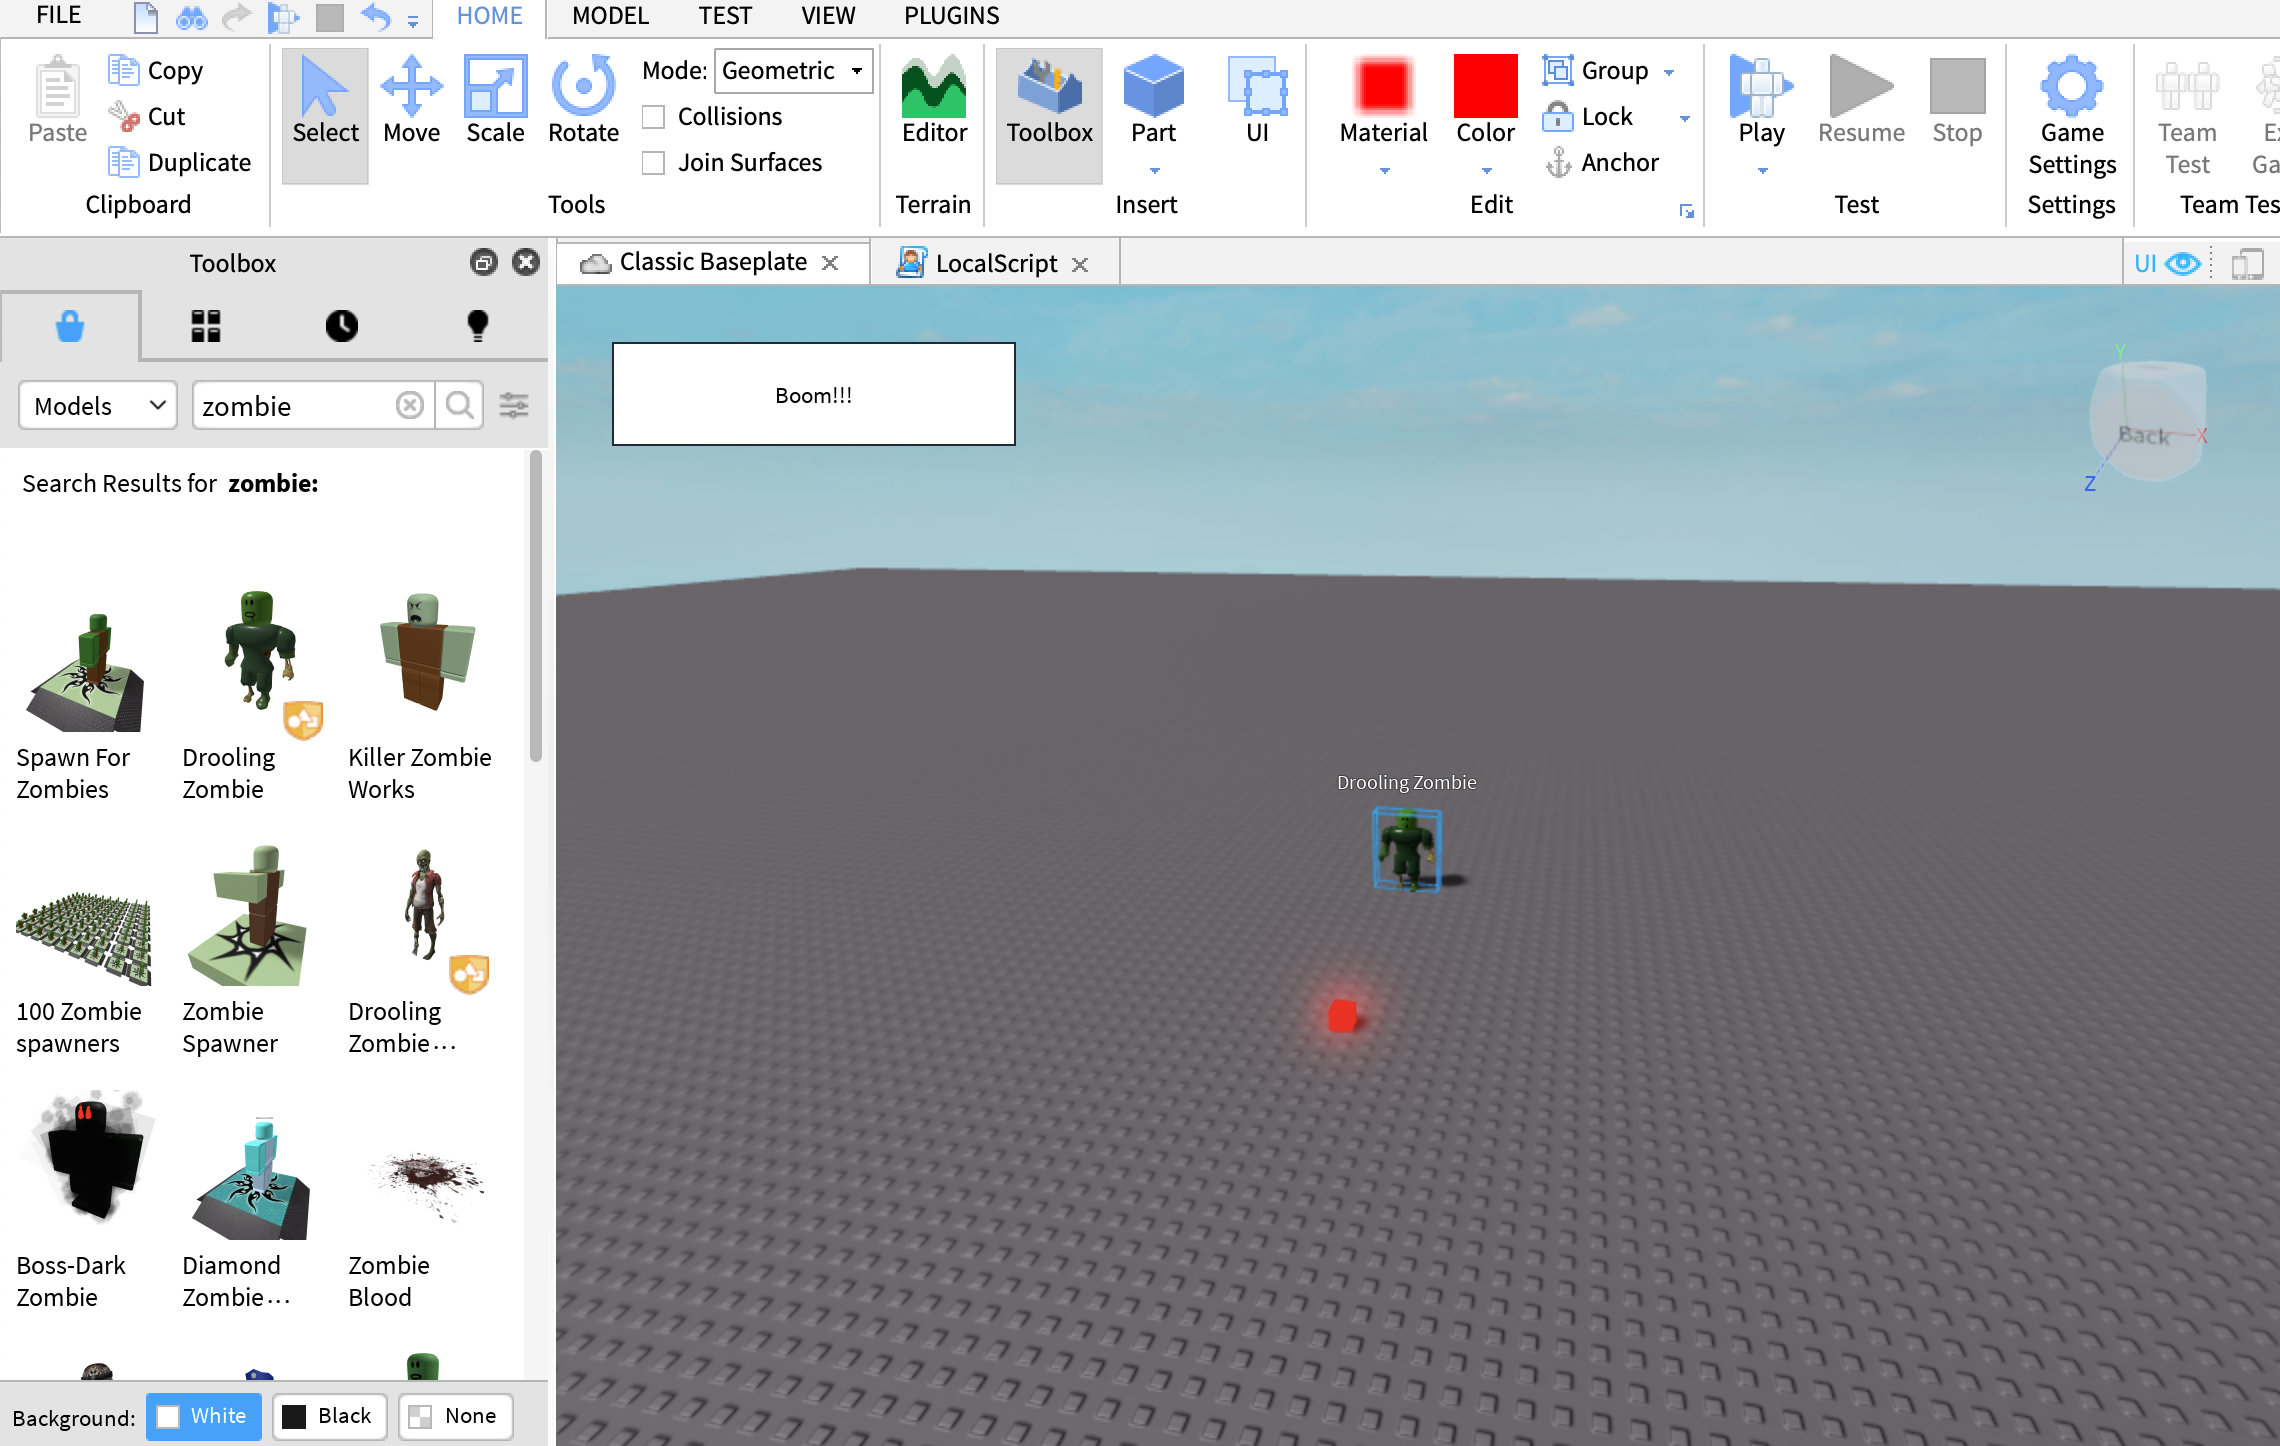 FILE HOME MODEL TEST VIEW PLUGINS
Paste
Copy
Cut
Duplicate
Clipboard
Select Move Scale Rotate
Mode: Geometric
Collisions
Join Surfaces
Tools
Editor
Terrain
Toolbox Part UI
Insert
Material Color
Group
Lock
Anchor
Edit
Play Resume Stop
Test
Game
Settings
Settings
Team
Test
Team Tes
Toolbox
Classic Baseplate
LocalScript
UI
Models
zombie
Search Results for zombie:
Spawn For
Zombies
Drooling
Zombie
Killer Zombie
Works
100 Zombie
spawners
Zombie
Spawner
Drooling
Zombie...
Boss-Dark
Zombie
Diamond
Zombie...
Zombie
Blood
Background: White Black None
Boom!!!
Y
Back
X
Z
Drooling Zombie